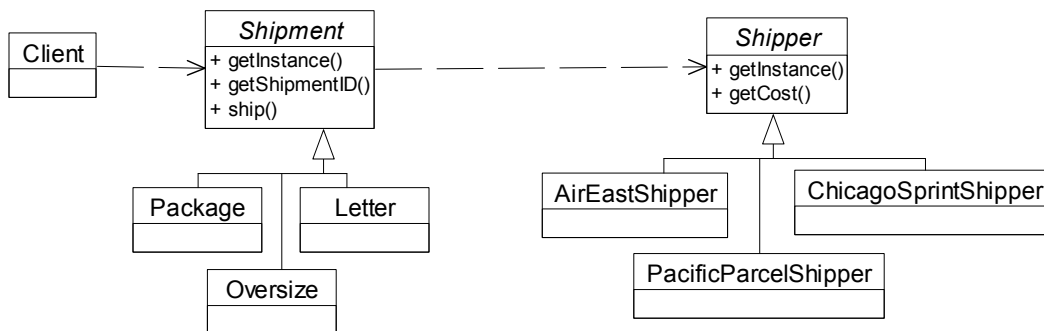 Client
Shipment
+ getInstance()
+ getShipmentID()
+ ship()
Shipper
+ getInstance()
+ getCost()
Package
Letter
Oversize
AirEastShipper
ChicagoSprintShipper
PacificParcelShipper